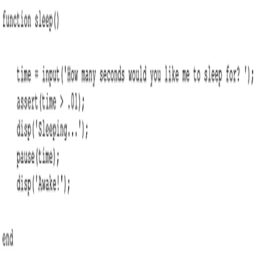 function sleep()
time = input('How many seconds would you like me to sleep for? ');
assert(time > .01);
disp('Sleeping...');
pause(time);
disp('Awake!');
end